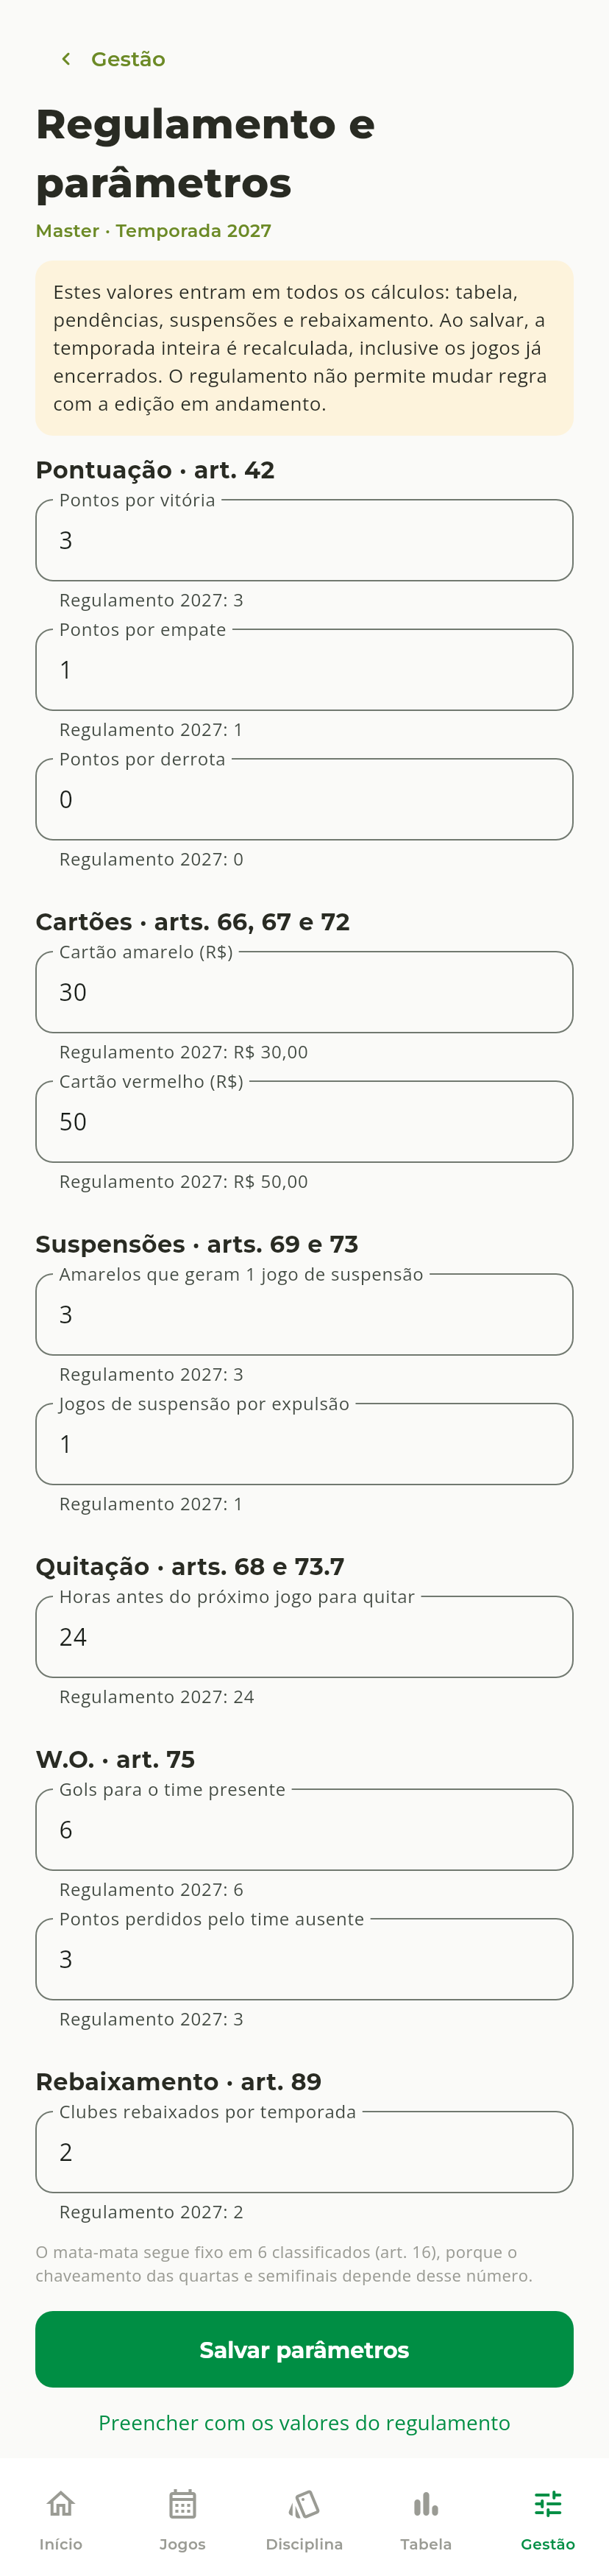 Gestão
Regulamento e
parâmetros
Master · Temporada 2027
Estes valores entram em todos os cálculos: tabela,
pendências, suspensões e rebaixamento. Ao salvar, a
temporada inteira é recalculada, inclusive os jogos já
encerrados. O regulamento não permite mudar regra
com a edição em andamento.
Pontuação · art. 42
Pontos por vitória
3
Regulamento 2027: 3
Pontos por empate
1
Regulamento 2027: 1
Pontos por derrota
0
Regulamento 2027: 0
Cartões · arts. 66, 67 e 72
Cartão amarelo (R$)
30
Regulamento 2027: R$ 30,00
Cartão vermelho (R$)
50
Regulamento 2027: R$ 50,00
Suspensões · arts. 69 e 73
Amarelos que geram 1 jogo de suspensão
3
Regulamento 2027: 3
Jogos de suspensão por expulsão
1
Regulamento 2027: 1
Quitação · arts. 68 e 73.7
Horas antes do próximo jogo para quitar
24
Regulamento 2027: 24
W.O. · art. 75
Gols para o time presente
6
Regulamento 2027: 6
Pontos perdidos pelo time ausente
3
Regulamento 2027: 3
Rebaixamento · art. 89
Clubes rebaixados por temporada
2
Regulamento 2027: 2
O mata-mata segue fixo em 6 classificados (art. 16), porque o
chaveamento das quartas e semifinais depende desse número.
Salvar parâmetros
Preencher com os valores do regulamento
Início Jogos Disciplina Tabela Gestão